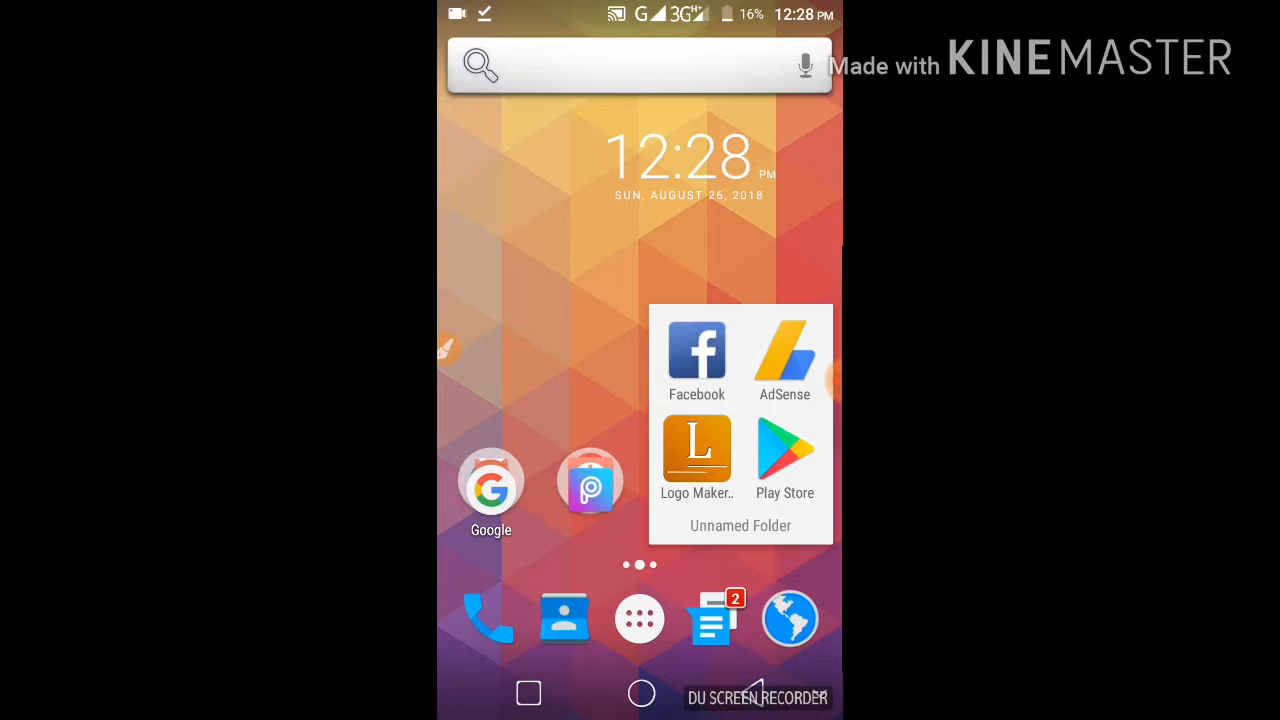 G 3G H+ 16% 12:28 PM
Made with KINEMASTER
12:28 PM
SUN, AUGUST 26, 2018
f
Facebook
AdSense
L
Logo Maker..
Play Store
G
Google
Unnamed Folder
2
DU SCREEN RECORDER